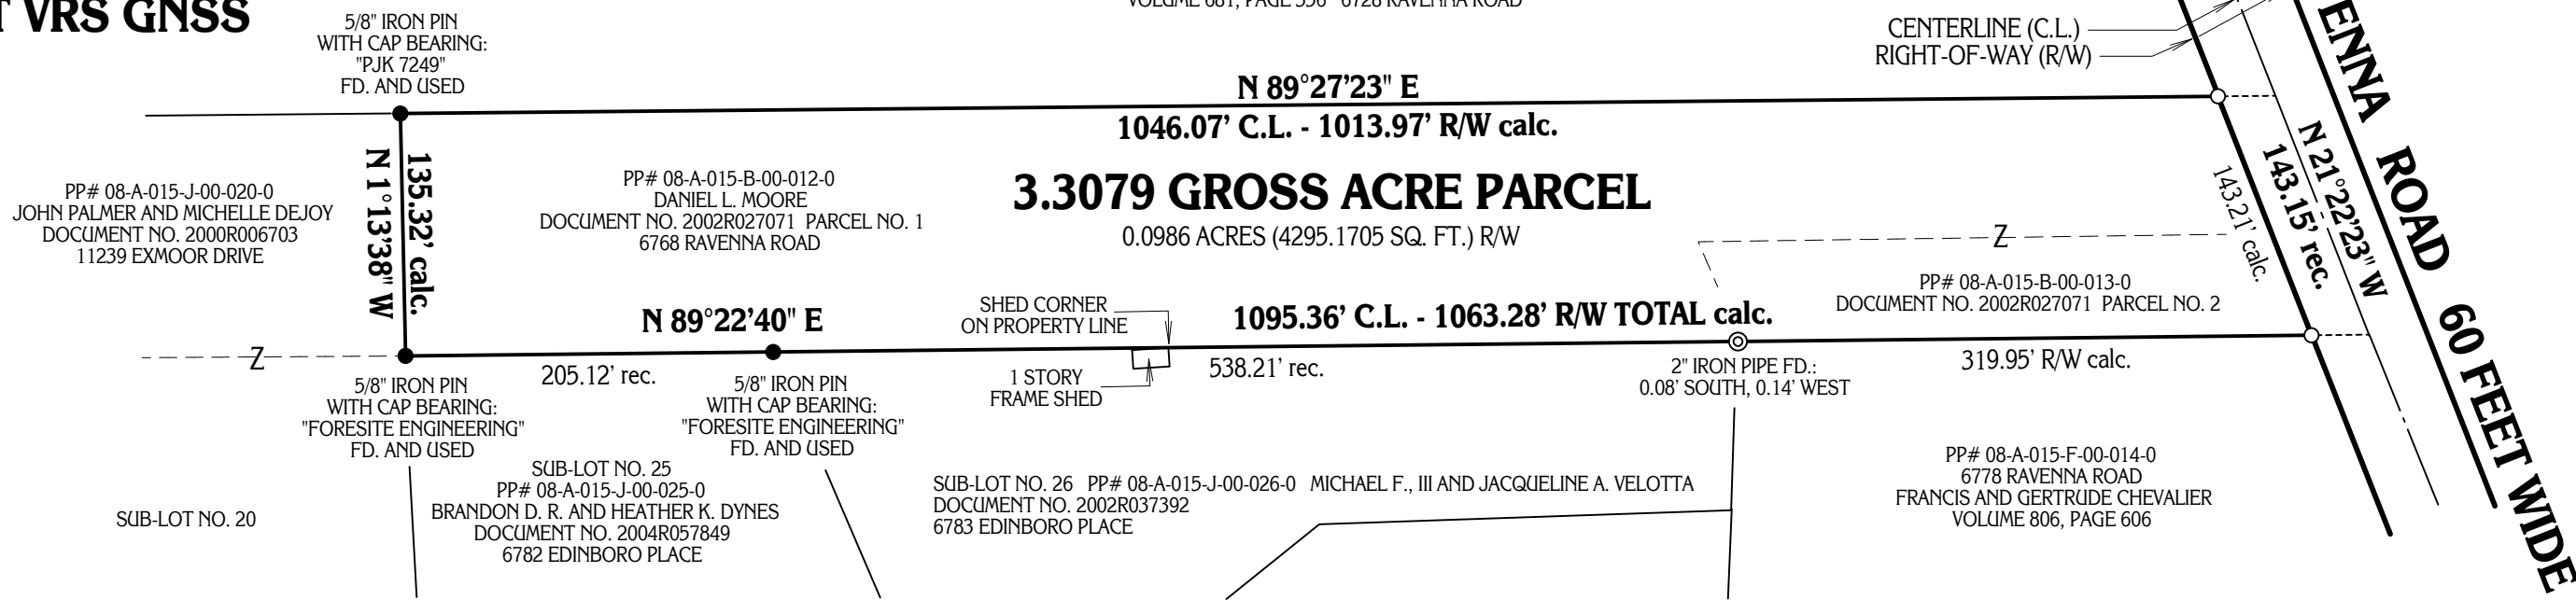 T VRS GNSS
VOLUME 681, PAGE 556 6728 RAVENNA ROAD
5/8" IRON PIN
WITH CAP BEARING:
"PJK 7249"
FD. AND USED
CENTERLINE (C.L.)
RIGHT-OF-WAY (R/W)
N 89°27'23" E
1046.07' C.L. - 1013.97' R/W calc.
3.3079 GROSS ACRE PARCEL
0.0986 ACRES (4295.1705 SQ. FT.) R/W
PP# 08-A-015-J-00-020-0
JOHN PALMER AND MICHELLE DEJOY
DOCUMENT NO. 2000R006703
11239 EXMOOR DRIVE
N 1°13'38" W
135.32' calc.
PP# 08-A-015-B-00-012-0
DANIEL L. MOORE
DOCUMENT NO. 2002R027071 PARCEL NO. 1
6768 RAVENNA ROAD
Z
PP# 08-A-015-B-00-013-0
DOCUMENT NO. 2002R027071 PARCEL NO. 2
143.21' calc.
143.15' rec.
N 21°22'23" W
ENNA ROAD 60 FEET WIDE
N 89°22'40" E
SHED CORNER
ON PROPERTY LINE
1095.36' C.L. - 1063.28' R/W TOTAL calc.
Z
205.12' rec.
1 STORY
FRAME SHED
538.21' rec.
2" IRON PIPE FD.:
0.08' SOUTH, 0.14' WEST
319.95' R/W calc.
5/8" IRON PIN
WITH CAP BEARING:
"FORESITE ENGINEERING"
FD. AND USED
5/8" IRON PIN
WITH CAP BEARING:
"FORESITE ENGINEERING"
FD. AND USED
SUB-LOT NO. 20
SUB-LOT NO. 25
PP# 08-A-015-J-00-025-0
BRANDON D. R. AND HEATHER K. DYNES
DOCUMENT NO. 2004R057849
6782 EDINBORO PLACE
SUB-LOT NO. 26 PP# 08-A-015-J-00-026-0 MICHAEL F., III AND JACQUELINE A. VELOTTA
DOCUMENT NO. 2002R037392
6783 EDINBORO PLACE
PP# 08-A-015-F-00-014-0
6778 RAVENNA ROAD
FRANCIS AND GERTRUDE CHEVALIER
VOLUME 806, PAGE 606